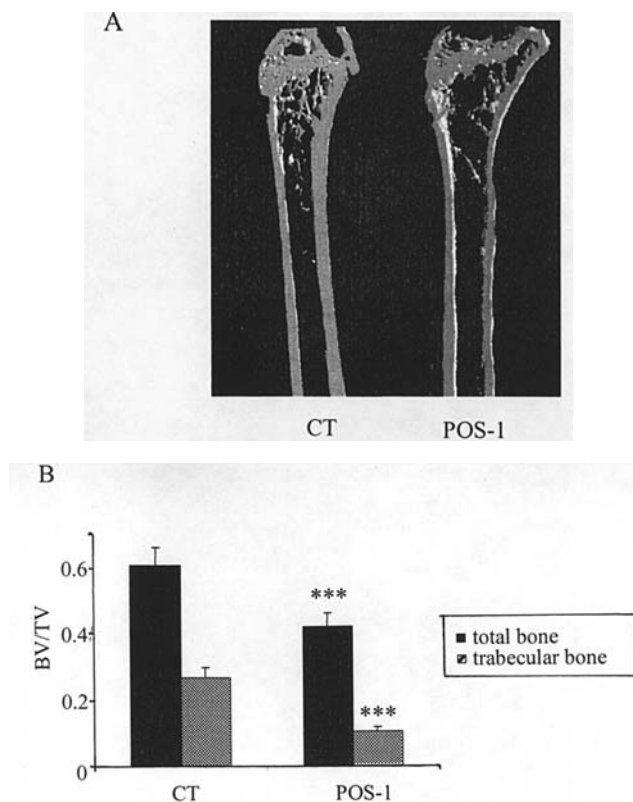 A
CT POS-1
B
BV/TV
0.6
0.4
0.2
0
***
***
CT POS-1
total bone
trabecular bone